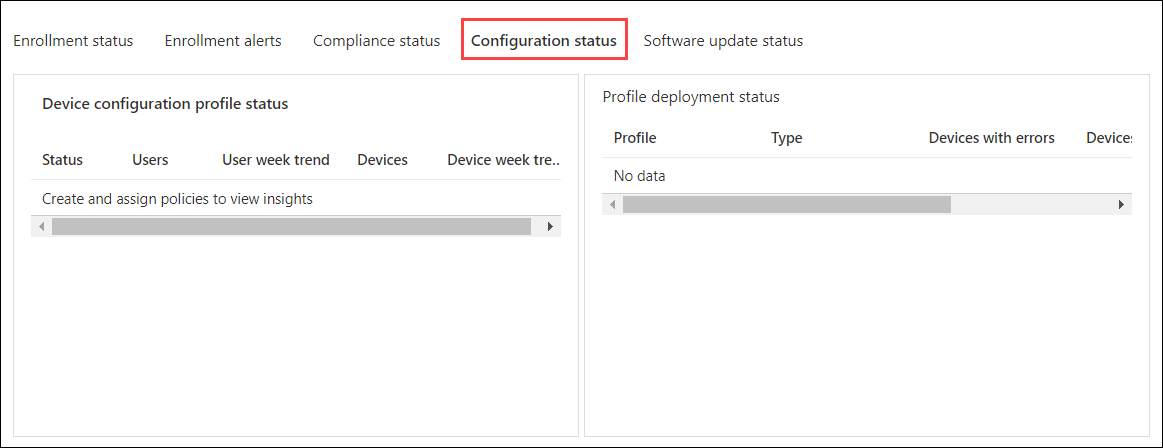 Enrollment status Enrollment alerts Compliance status Configuration status Software update status
Device configuration profile status
Status Users User week trend Devices Device week tre..
Create and assign policies to view insights
Profile deployment status
Profile Type Devices with errors Devices
No data